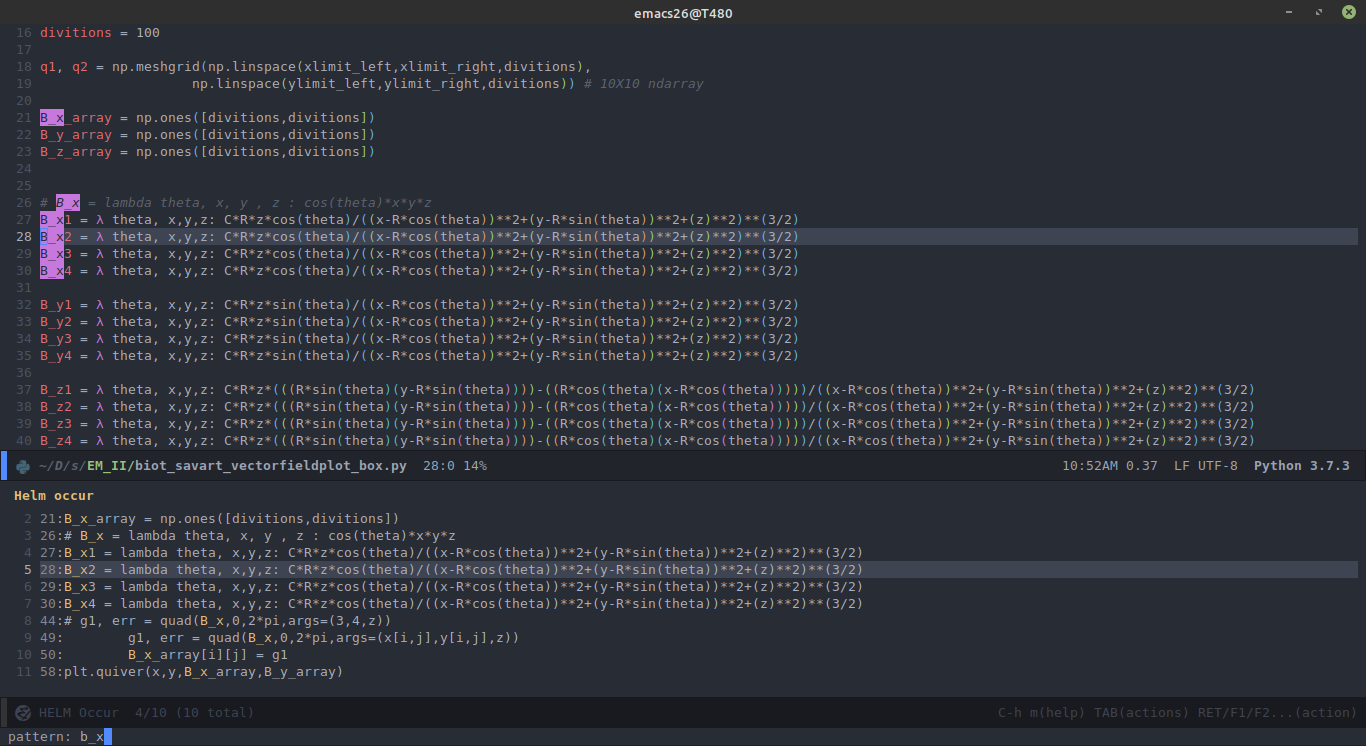 emacs26@T480
16 divitions = 100
17
18 q1, q2 = np.meshgrid(np.linspace(xlimit_left,xlimit_right,divitions),
19                    np.linspace(ylimit_left,ylimit_right,divitions)) # 10X10 ndarray
20
21 B_x_array = np.ones([divitions,divitions])
22 B_y_array = np.ones([divitions,divitions])
23 B_z_array = np.ones([divitions,divitions])
24
25
26 # B_x = lambda theta, x, y , z : cos(theta)*x*y*z
27 B_x1 = λ theta, x,y,z: C*R*z*cos(theta)/((x-R*cos(theta))**2+(y-R*sin(theta))**2+(z)**2)**(3/2)
28 B_x2 = λ theta, x,y,z: C*R*z*cos(theta)/((x-R*cos(theta))**2+(y-R*sin(theta))**2+(z)**2)**(3/2)
29 B_x3 = λ theta, x,y,z: C*R*z*cos(theta)/((x-R*cos(theta))**2+(y-R*sin(theta))**2+(z)**2)**(3/2)
30 B_x4 = λ theta, x,y,z: C*R*z*cos(theta)/((x-R*cos(theta))**2+(y-R*sin(theta))**2+(z)**2)**(3/2)
31
32 B_y1 = λ theta, x,y,z: C*R*z*sin(theta)/((x-R*cos(theta))**2+(y-R*sin(theta))**2+(z)**2)**(3/2)
33 B_y2 = λ theta, x,y,z: C*R*z*sin(theta)/((x-R*cos(theta))**2+(y-R*sin(theta))**2+(z)**2)**(3/2)
34 B_y3 = λ theta, x,y,z: C*R*z*sin(theta)/((x-R*cos(theta))**2+(y-R*sin(theta))**2+(z)**2)**(3/2)
35 B_y4 = λ theta, x,y,z: C*R*z*sin(theta)/((x-R*cos(theta))**2+(y-R*sin(theta))**2+(z)**2)**(3/2)
36
37 B_z1 = λ theta, x,y,z: C*R*z*(((R*sin(theta)(y-R*sin(theta))))-((R*cos(theta)(x-R*cos(theta)))))/((x-R*cos(theta))**2+(y-R*sin(theta))**2+(z)**2)**(3/2)
38 B_z2 = λ theta, x,y,z: C*R*z*(((R*sin(theta)(y-R*sin(theta))))-((R*cos(theta)(x-R*cos(theta)))))/((x-R*cos(theta))**2+(y-R*sin(theta))**2+(z)**2)**(3/2)
39 B_z3 = λ theta, x,y,z: C*R*z*(((R*sin(theta)(y-R*sin(theta))))-((R*cos(theta)(x-R*cos(theta)))))/((x-R*cos(theta))**2+(y-R*sin(theta))**2+(z)**2)**(3/2)
40 B_z4 = λ theta, x,y,z: C*R*z*(((R*sin(theta)(y-R*sin(theta))))-((R*cos(theta)(x-R*cos(theta)))))/((x-R*cos(theta))**2+(y-R*sin(theta))**2+(z)**2)**(3/2)
~/D/s/EM_II/biot_savart_vectorfieldplot_box.py  28:0 14%  10:52AM 0.37  LF UTF-8  Python 3.7.3
Helm occur
2 21:B_x_array = np.ones([divitions,divitions])
3 26:# B_x = lambda theta, x, y , z : cos(theta)*x*y*z
4 27:B_x1 = lambda theta, x,y,z: C*R*z*cos(theta)/((x-R*cos(theta))**2+(y-R*sin(theta))**2+(z)**2)**(3/2)
5 28:B_x2 = lambda theta, x,y,z: C*R*z*cos(theta)/((x-R*cos(theta))**2+(y-R*sin(theta))**2+(z)**2)**(3/2)
6 29:B_x3 = lambda theta, x,y,z: C*R*z*cos(theta)/((x-R*cos(theta))**2+(y-R*sin(theta))**2+(z)**2)**(3/2)
7 30:B_x4 = lambda theta, x,y,z: C*R*z*cos(theta)/((x-R*cos(theta))**2+(y-R*sin(theta))**2+(z)**2)**(3/2)
8 44:# g1, err = quad(B_x,0,2*pi,args=(3,4,z))
9 49:        g1, err = quad(B_x,0,2*pi,args=(x[i,j],y[i,j],z))
10 50:        B_x_array[i][j] = g1
11 58:plt.quiver(x,y,B_x_array,B_y_array)
HELM Occur  4/10 (10 total)  C-h m(help) TAB(actions) RET/F1/F2...(action)
pattern: b_x